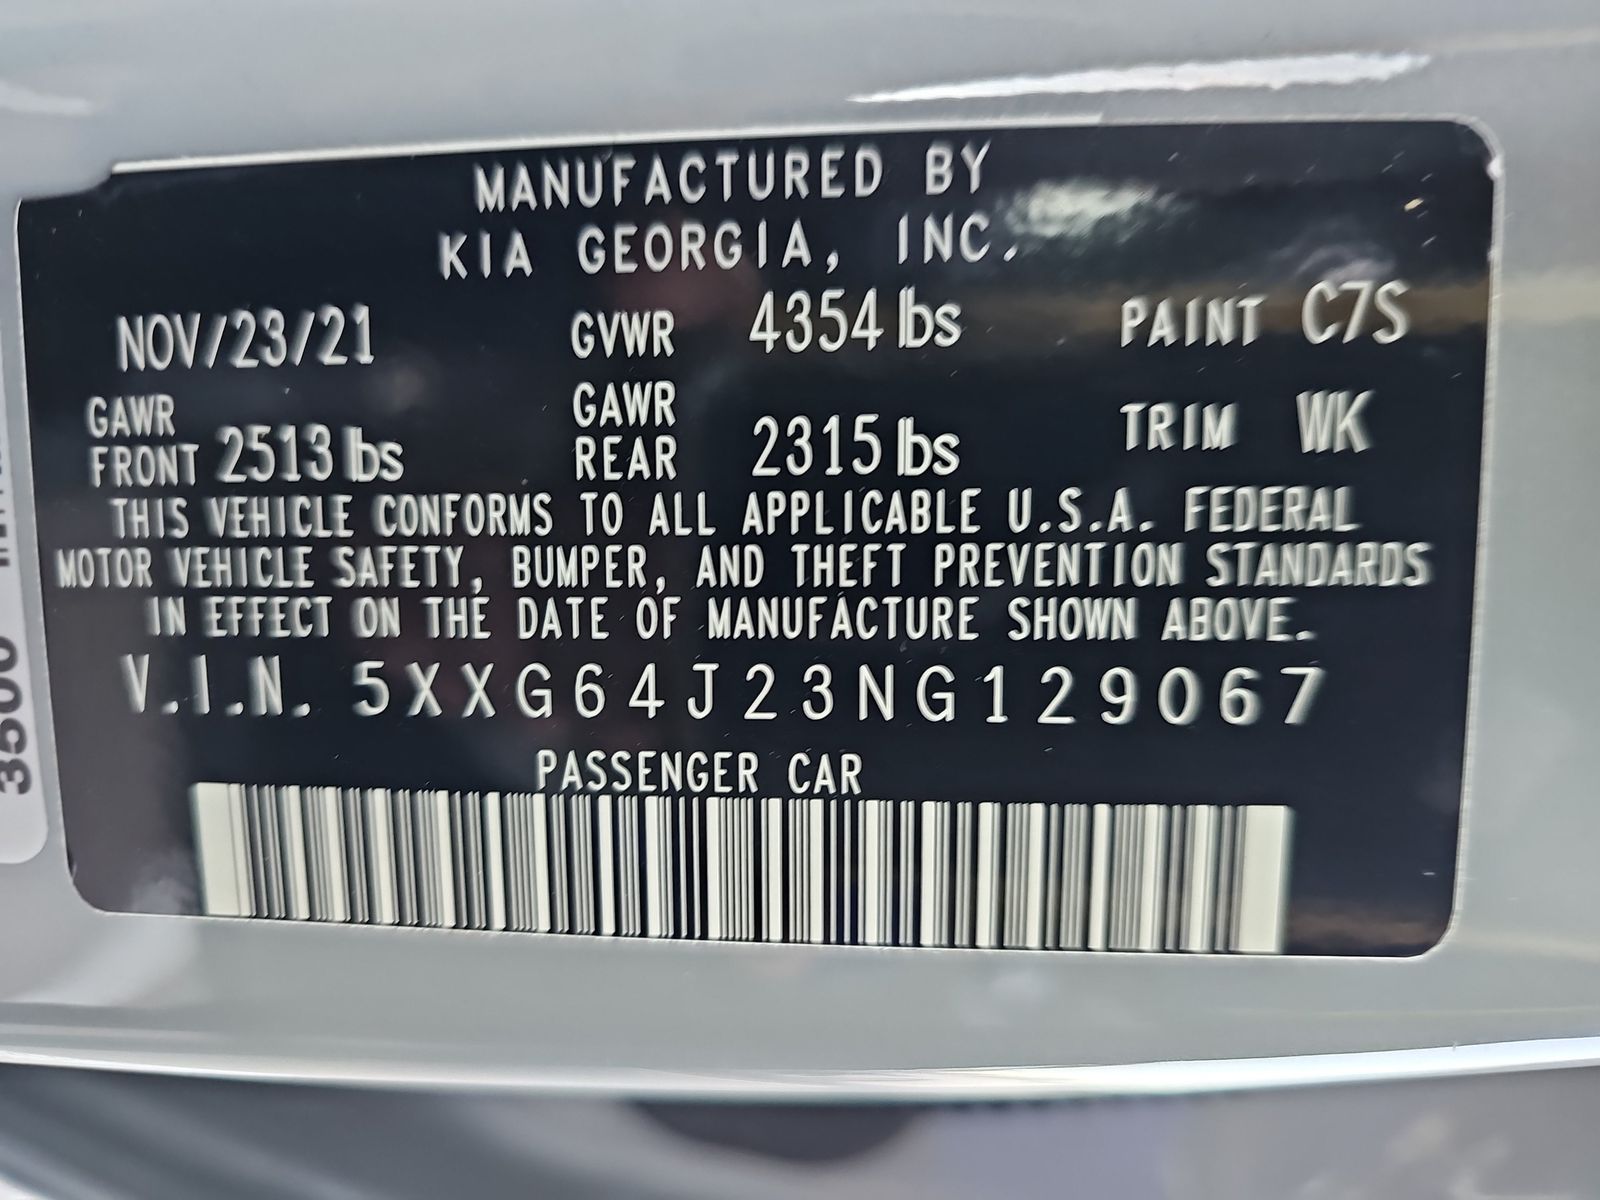 MANUFACTURED BY
KIA GEORGIA, INC.
NOV/23/21 GVWR 4354 lbs PAINT C7S
GAWR FRONT 2513 lbs GAWR REAR 2315 lbs TRIM WK
THIS VEHICLE CONFORMS TO ALL APPLICABLE U.S.A. FEDERAL
MOTOR VEHICLE SAFETY, BUMPER, AND THEFT PREVENTION STANDARDS
IN EFFECT ON THE DATE OF MANUFACTURE SHOWN ABOVE.
V.I.N. 5XXG64J23NG129067
PASSENGER CAR
3500